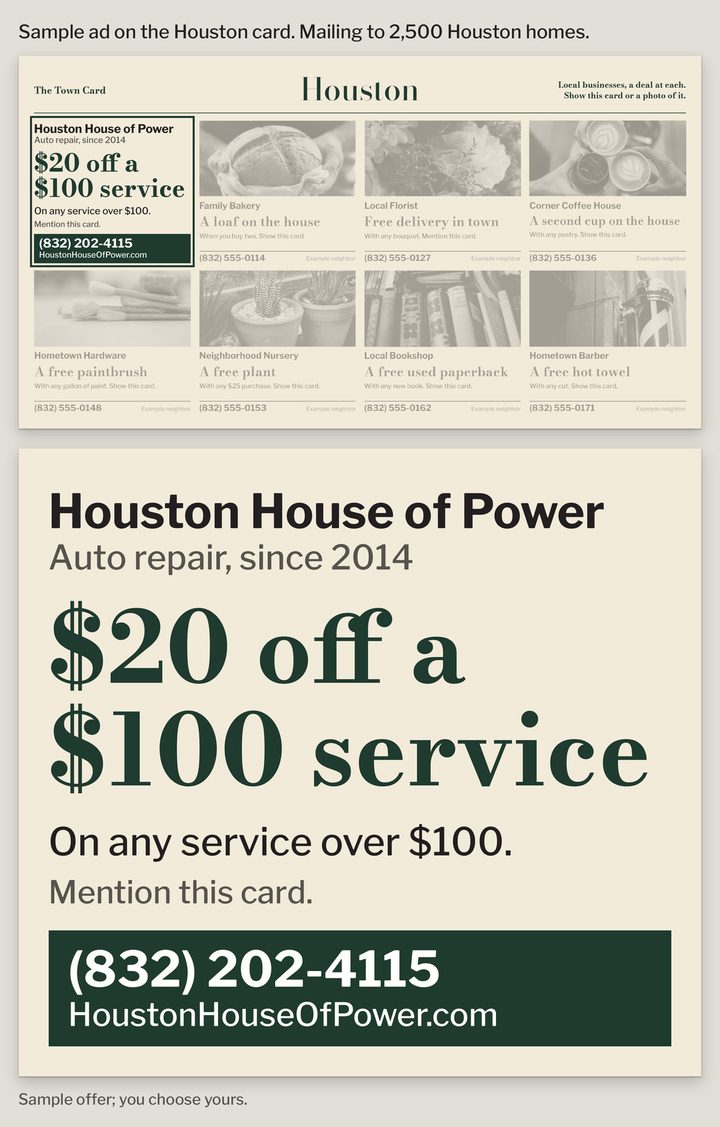 Sample ad on the Houston card. Mailing to 2,500 Houston homes.
The Town Card
Houston
Local businesses, a deal at each.
Show this card or a photo of it.
Houston House of Power
Auto repair, since 2014
$20 off a
$100 service
On any service over $100.
Mention this card.
(832) 202-4115
HoustonHouseOfPower.com
Family Bakery
A loaf on the house
When you buy two. Show this card.
(832) 555-0114
Example neighbor
Local Florist
Free delivery in town
With any bouquet. Mention this card.
(832) 555-0127
Example neighbor
Corner Coffee House
A second cup on the house
With any pastry. Show this card.
(832) 555-0136
Example neighbor
Hometown Hardware
A free paintbrush
With any gallon of paint. Show this card.
(832) 555-0148
Example neighbor
Neighborhood Nursery
A free plant
With any $25 purchase. Show this card.
(832) 555-0153
Example neighbor
Local Bookshop
A free used paperback
With any new book. Show this card.
(832) 555-0162
Example neighbor
Hometown Barber
A free hot towel
With any cut. Show this card.
(832) 555-0171
Example neighbor
Houston House of Power
Auto repair, since 2014
$20 off a
$100 service
On any service over $100.
Mention this card.
(832) 202-4115
HoustonHouseOfPower.com
Sample offer; you choose yours.